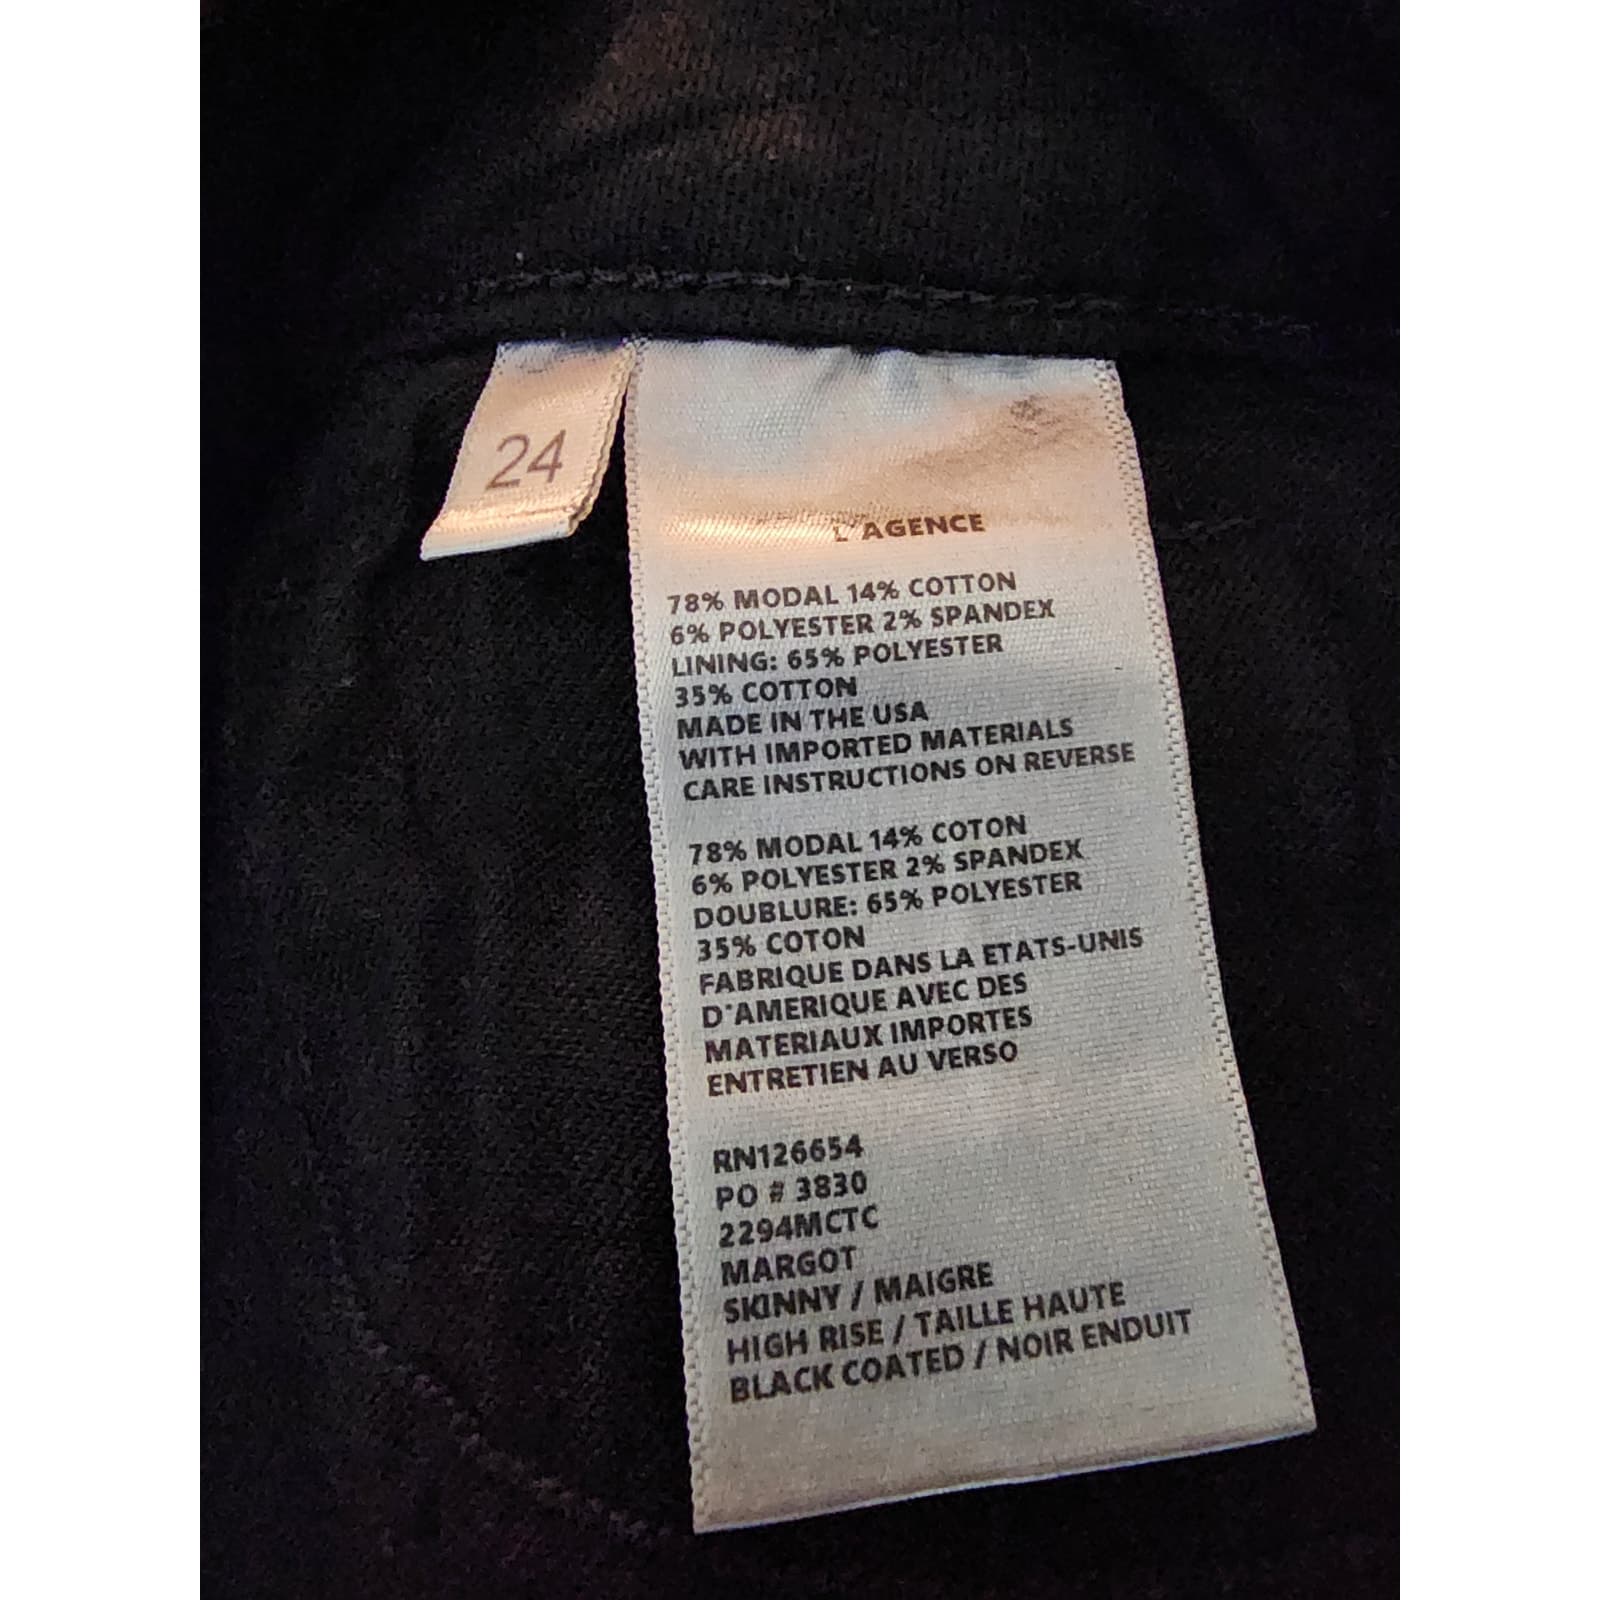 24
L'AGENCE
78% MODAL 14% COTTON
6% POLYESTER 2% SPANDEX
LINING: 65% POLYESTER
35% COTTON
MADE IN THE USA
WITH IMPORTED MATERIALS
CARE INSTRUCTIONS ON REVERSE
78% MODAL 14% COTON
6% POLYESTER 2% SPANDEX
DOUBLURE: 65% POLYESTER
35% COTON
FABRIQUE DANS LA ETATS-UNIS
D'AMERIQUE AVEC DES
MATERIAUX IMPORTES
ENTRETIEN AU VERSO
RN126654
PO # 3830
2294MCTC
MARGOT
SKINNY / MAIGRE
HIGH RISE / TAILLE HAUTE
BLACK COATED / NOIR ENDUIT